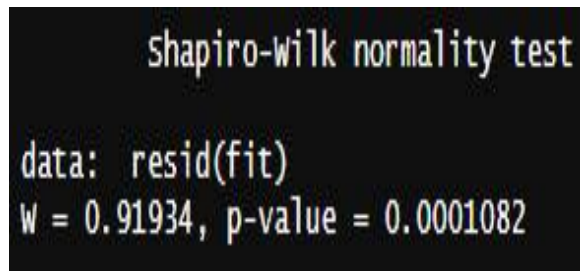 Shapiro-Wilk normality test
data: resid(fit)
W = 0.91934, p-value = 0.0001082